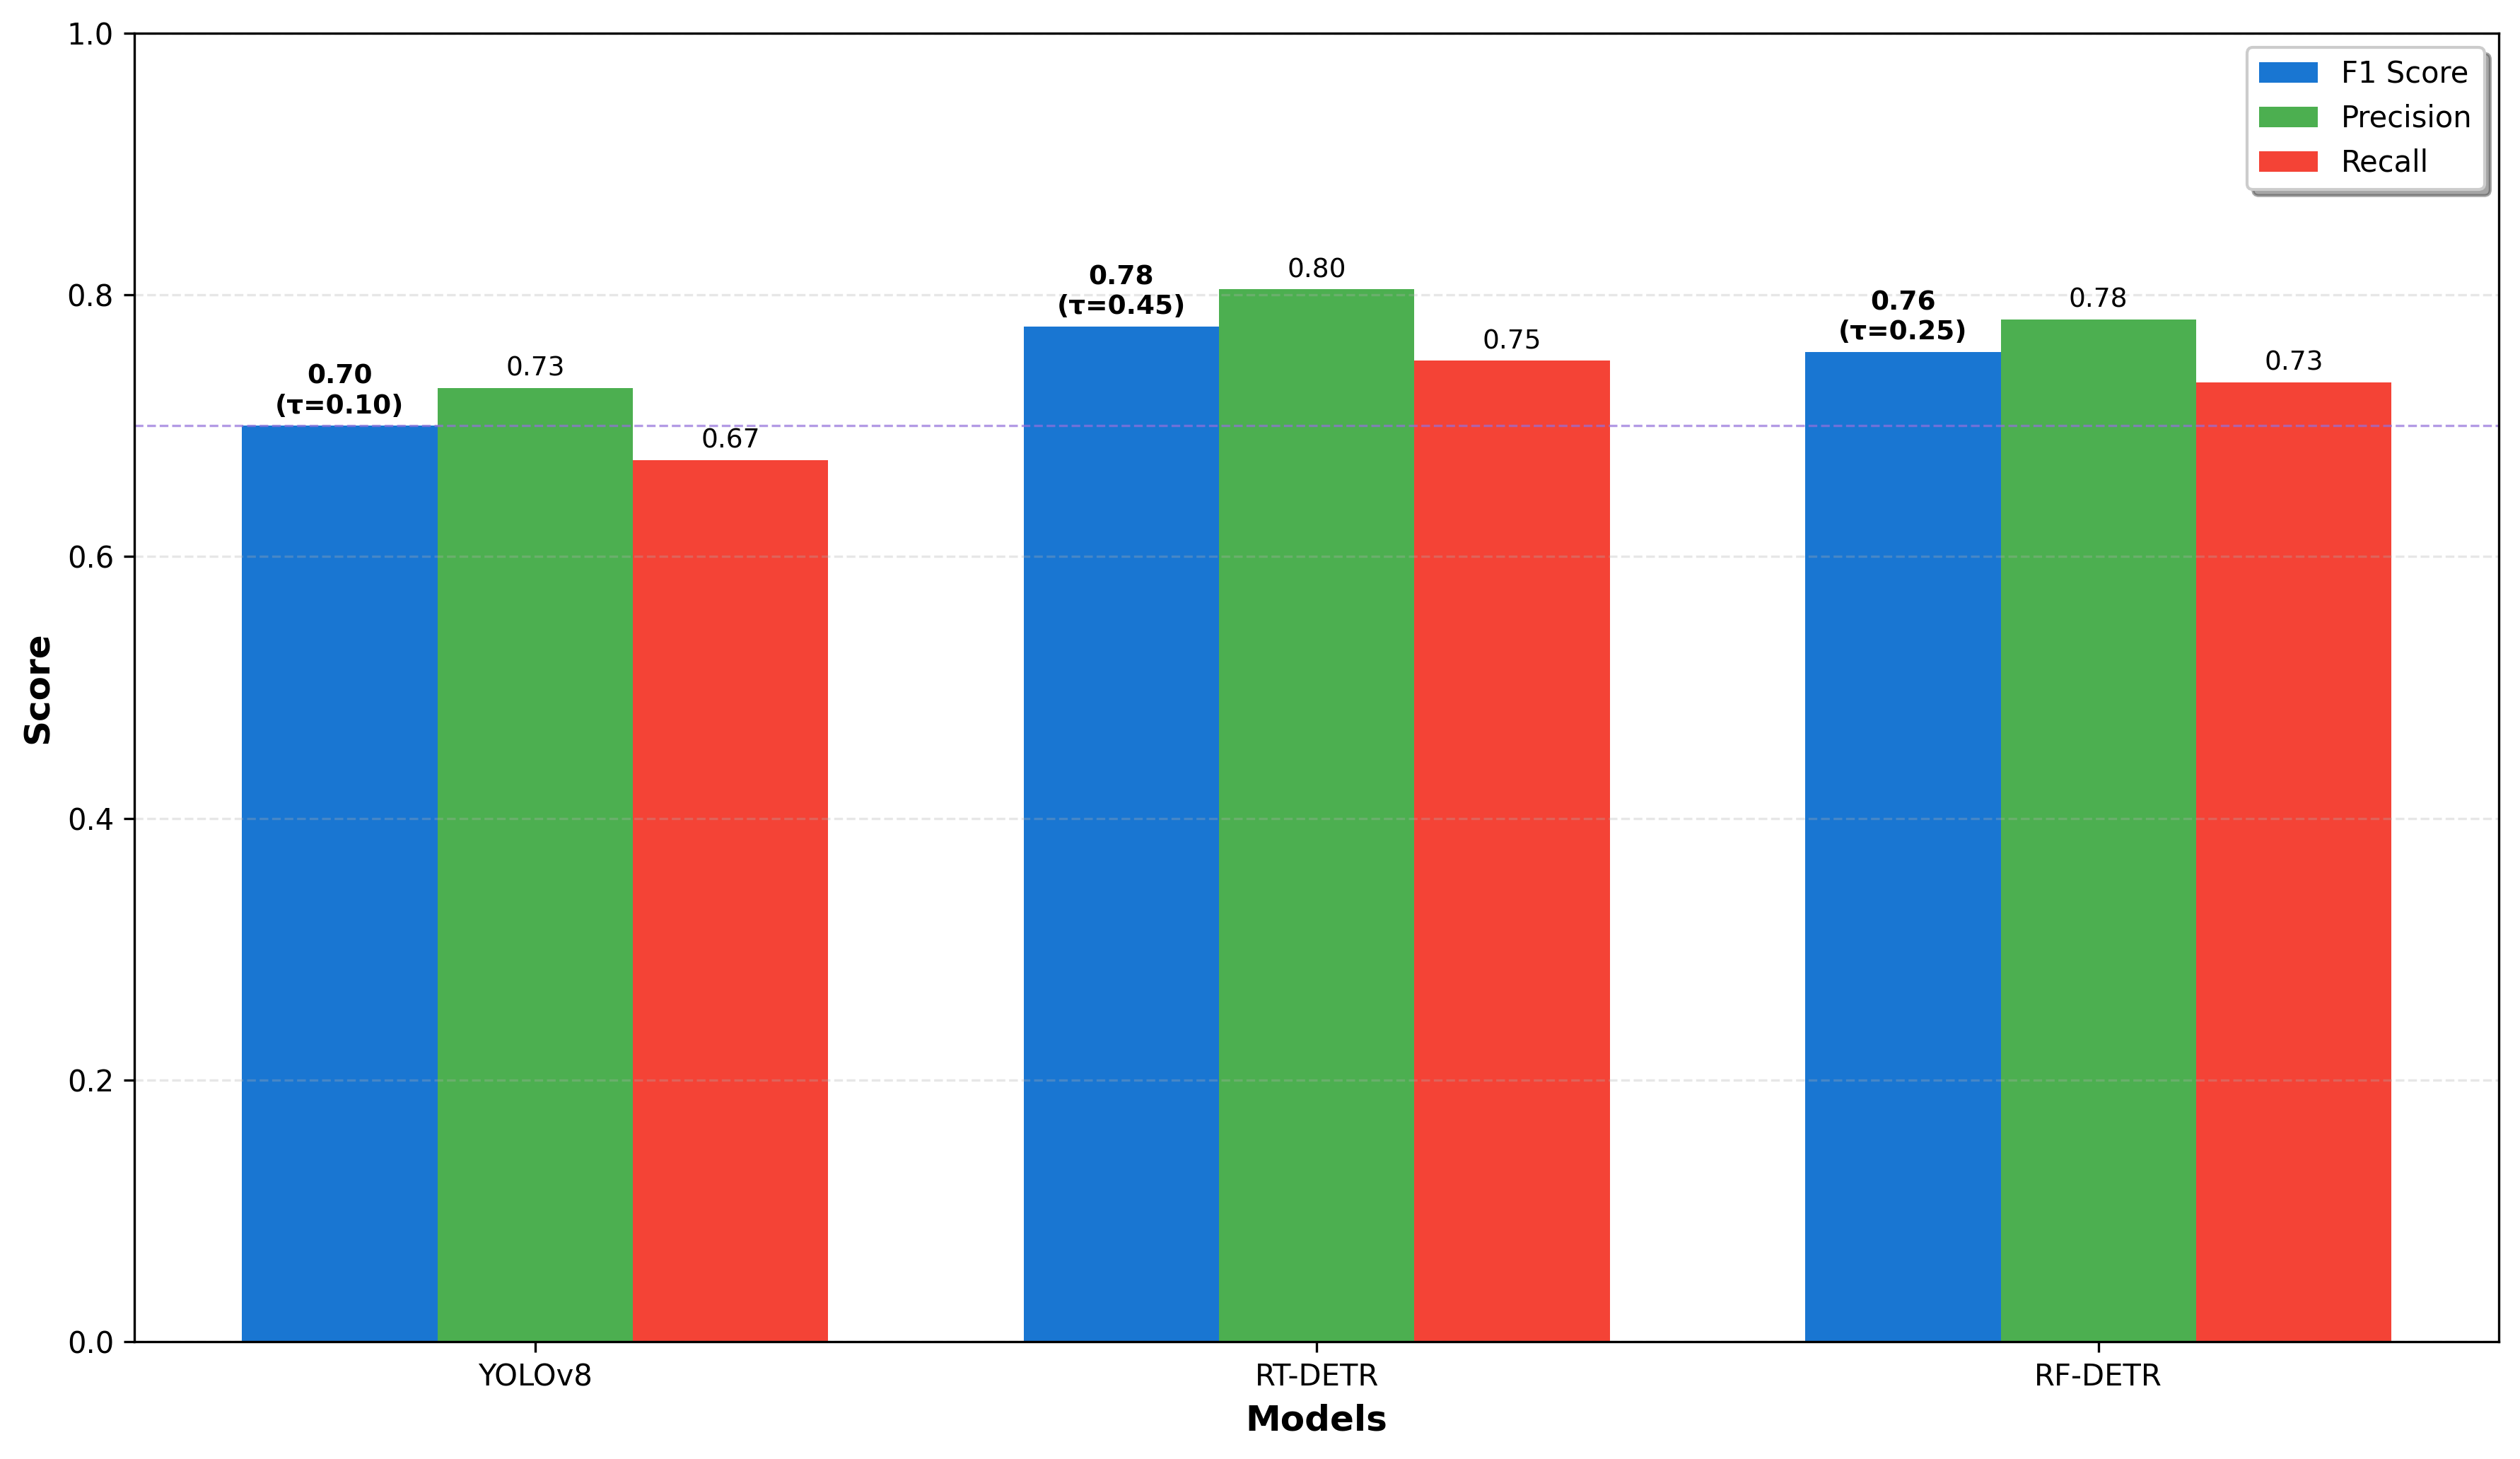 1.0
0.8
0.6
0.4
0.2
0.0
Score
F1 Score
Precision
Recall
0.70
(τ=0.10)
0.73
0.67
0.78
(τ=0.45)
0.80
0.75
0.76
(τ=0.25)
0.78
0.73
YOLOv8
RT-DETR
RF-DETR
Models